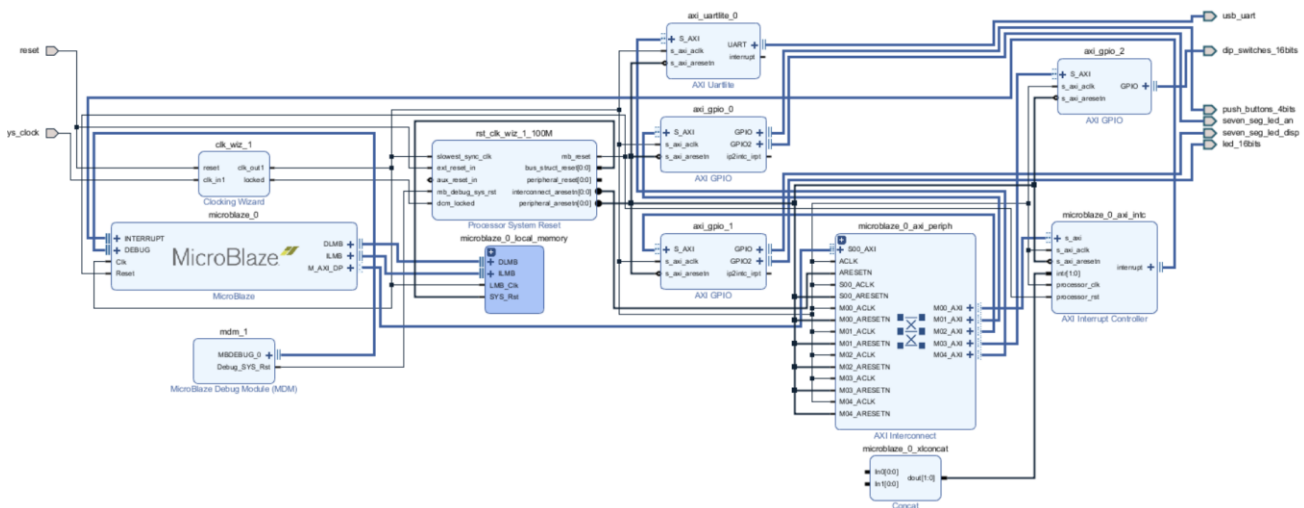 reset
ys_clock
clk_wiz_1
reset
clk_in1
clk_out1
locked
Clocking Wizard
microblaze_0
INTERRUPT
DEBUG
Clk
Reset
MicroBlaze
DLMB
ILMB
M_AXI_DP
MicroBlaze
mdm_1
MBDEBUG_0
Debug_SYS_Rst
MicroBlaze Debug Module (MDM)
rst_clk_wiz_1_100M
slowest_sync_clk
ext_reset_in
aux_reset_in
mb_debug_sys_rst
dcm_locked
mb_reset
bus_struct_reset[0:0]
peripheral_reset[0:0]
interconnect_aresetn[0:0]
peripheral_aresetn[0:0]
Processor System Reset
microblaze_0_local_memory
DLMB
ILMB
LMB_Clk
SYS_Rst
axi_uartlite_0
S_AXI
s_axi_aclk
s_axi_aresetn
UART
interrupt
AXI Uartlite
axi_gpio_0
S_AXI
s_axi_aclk
s_axi_aresetn
GPIO
GPIO2
ip2intc_irpt
AXI GPIO
axi_gpio_1
S_AXI
s_axi_aclk
s_axi_aresetn
GPIO
GPIO2
ip2intc_irpt
AXI GPIO
microblaze_0_axi_periph
S00_AXI
ACLK
ARESETN
S00_ACLK
S00_ARESETN
M00_ACLK
M00_ARESETN
M01_ACLK
M01_ARESETN
M02_ACLK
M02_ARESETN
M03_ACLK
M03_ARESETN
M04_ACLK
M04_ARESETN
M00_AXI
M01_AXI
M02_AXI
M03_AXI
M04_AXI
AXI Interconnect
microblaze_0_xlconcat
In0[0:0]
In1[0:0]
dout[1:0]
Concat
axi_gpio_2
S_AXI
s_axi_aclk
s_axi_aresetn
GPIO
AXI GPIO
microblaze_0_axi_intc
s_axi
s_axi_aclk
s_axi_aresetn
intr[1:0]
processor_clk
processor_rst
interrupt
AXI Interrupt Controller
usb_uart
dip_switches_16bits
push_buttons_4bits
seven_seg_led_an
seven_seg_led_disp
led_16bits